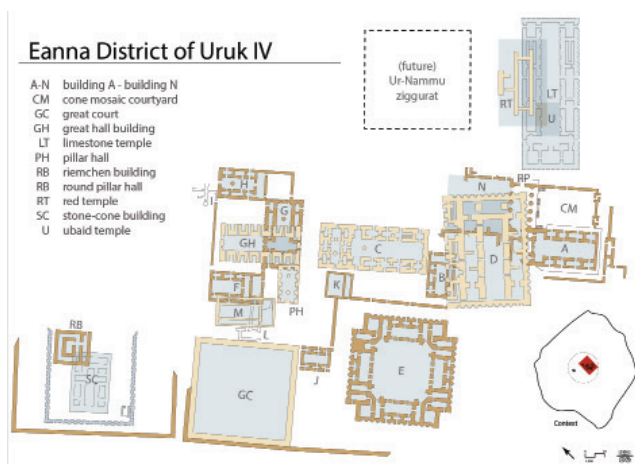 Eanna District of Uruk IV
A-N building A - building N
CM cone mosaic courtyard
GC great court
GH great hall building
LT limestone temple
PH pillar hall
RB riemchen building
RB round pillar hall
RT red temple
SC stone-cone building
U ubaid temple
(future)
Ur-Nammu
ziggurat
RT
LT
U
H
I
G
GH
F
M
L
PH
N
RP
CM
C
K
B
D
A
RB
SC
GC
J
E
Context